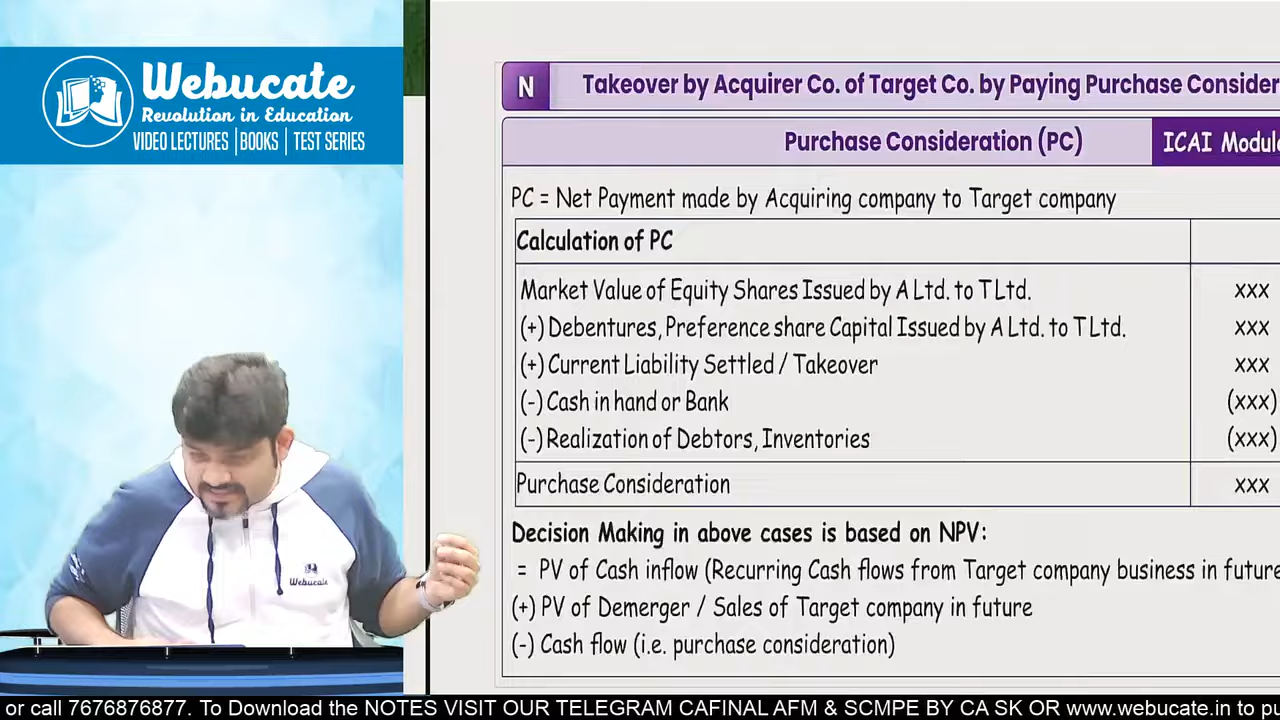 Webucate
Revolution in Education
VIDEO LECTURES | BOOKS | TEST SERIES
N
Takeover by Acquirer Co. of Target Co. by Paying Purchase Consider
Purchase Consideration (PC)
ICAI Module
PC = Net Payment made by Acquiring company to Target company
Calculation of PC
Market Value of Equity Shares Issued by A Ltd. to T Ltd. xxx
(+) Debentures, Preference share Capital Issued by A Ltd. to T Ltd. xxx
(+) Current Liability Settled / Takeover xxx
(-) Cash in hand or Bank (xxx)
(-) Realization of Debtors, Inventories (xxx)
Purchase Consideration xxx
Decision Making in above cases is based on NPV:
= PV of Cash inflow (Recurring Cash flows from Target company business in future
(+) PV of Demerger / Sales of Target company in future
(-) Cash flow (i.e. purchase consideration)
Webucate
or call 7676876877. To Download the NOTES VISIT OUR TELEGRAM CAFINAL AFM & SCMPE BY CA SK OR www.webucate.in to pu